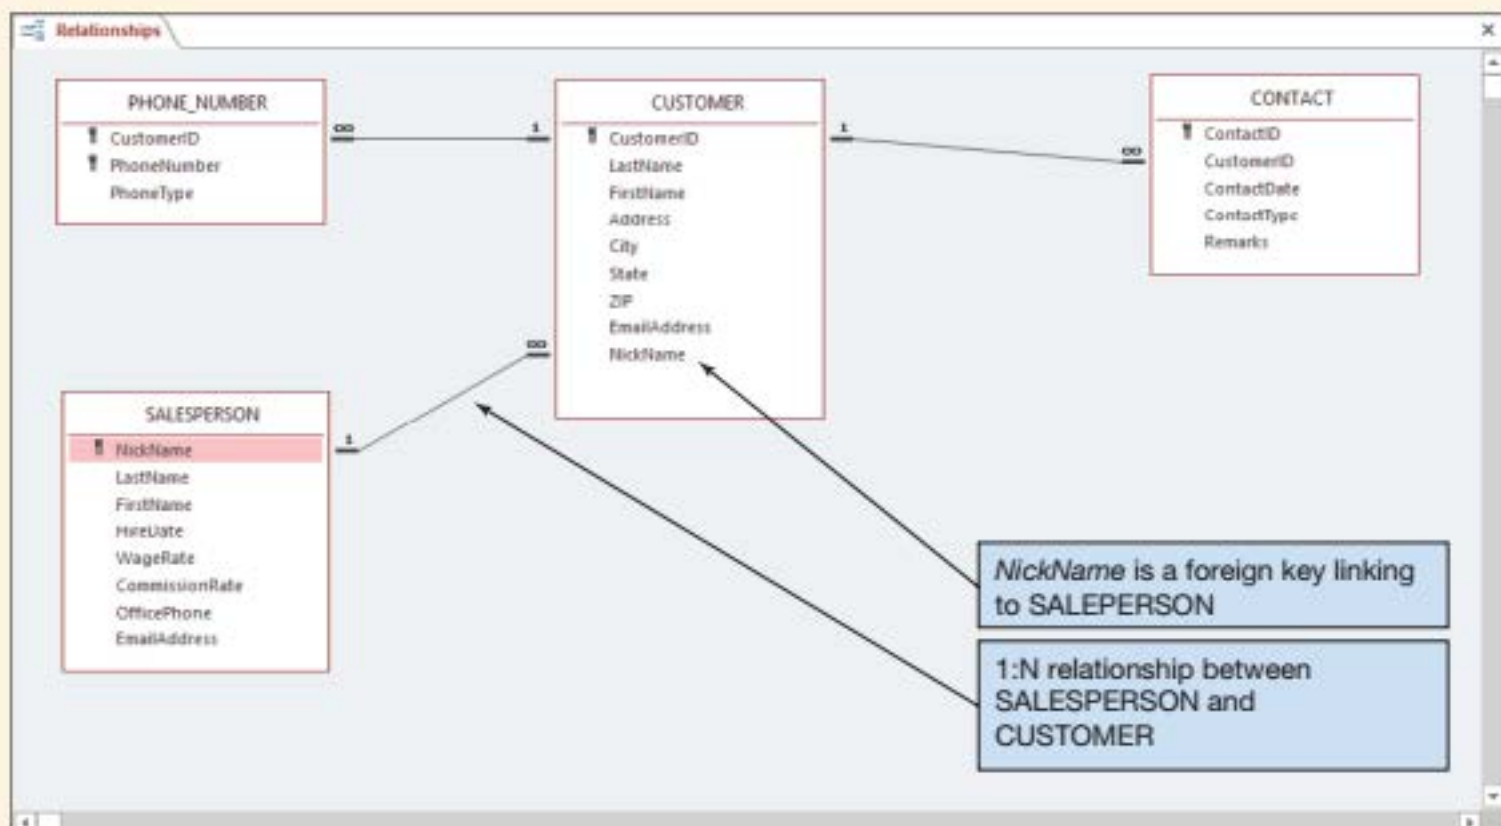 Relationships
PHONE_NUMBER
CustomerID
PhoneNumber
PhoneType
∞
1
CUSTOMER
CustomerID
LastName
FirstName
Address
City
State
ZIP
EmailAddress
NickName
1
∞
CONTACT
ContactID
CustomerID
ContactDate
ContactType
Remarks
∞
1
SALESPERSON
NickName
LastName
FirstName
HireDate
WageRate
CommissionRate
OfficePhone
EmailAddress
NickName is a foreign key linking
to SALEPERSON
1:N relationship between
SALESPERSON and
CUSTOMER